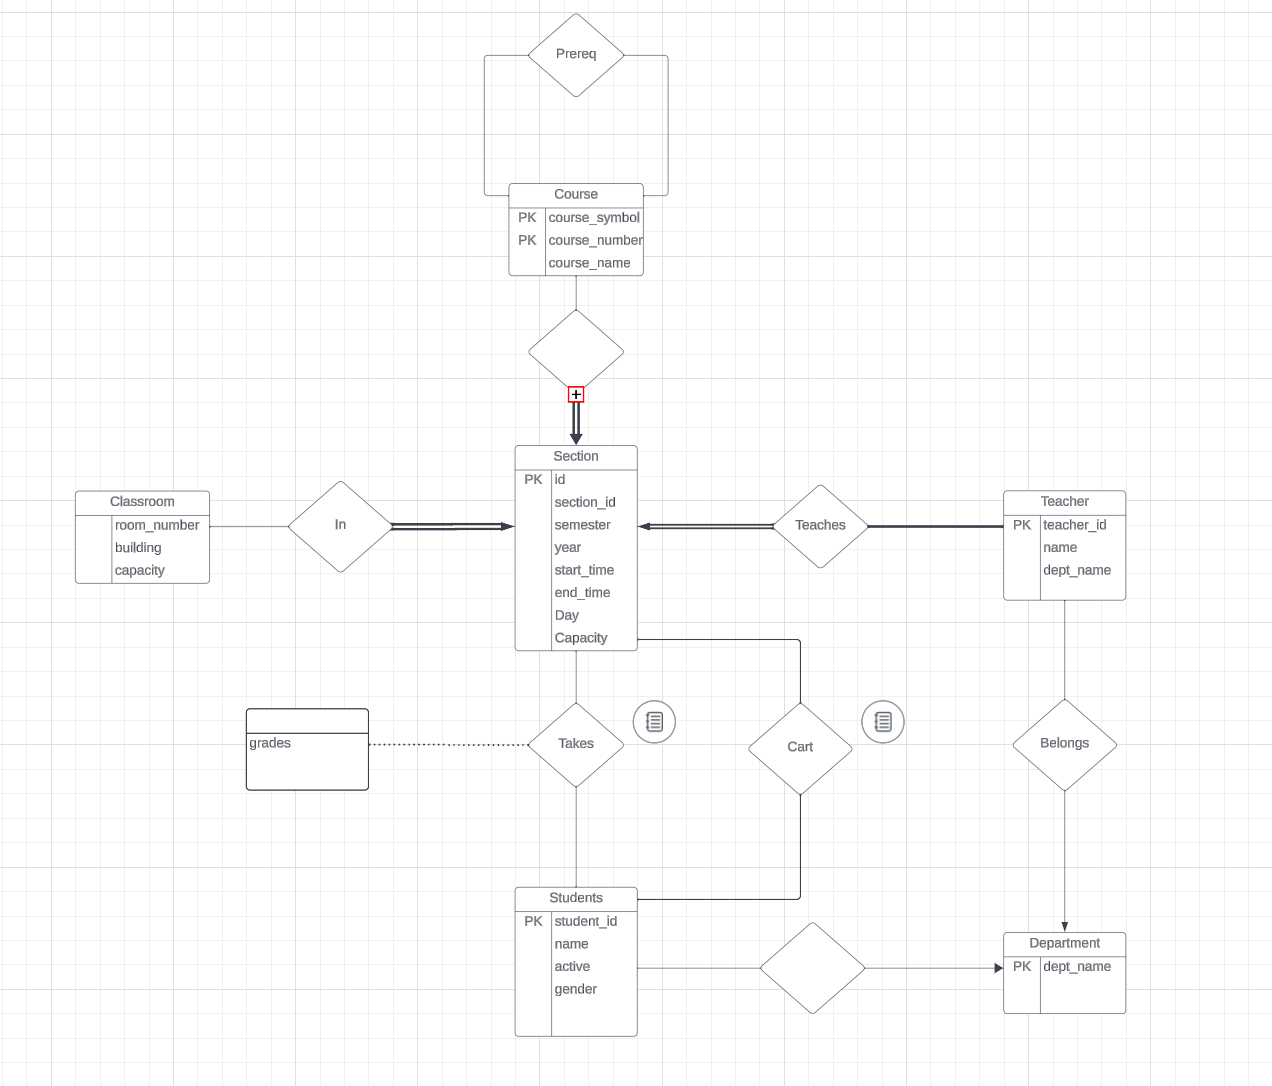 Prereq
Course
PK course_symbol
PK course_number
course_name
Section
PK id
section_id
semester
year
start_time
end_time
Day
Capacity
Classroom
room_number
building
capacity
In
Teaches
Teacher
PK teacher_id
name
dept_name
grades
Takes
Cart
Belongs
Students
PK student_id
name
active
gender
Department
PK dept_name